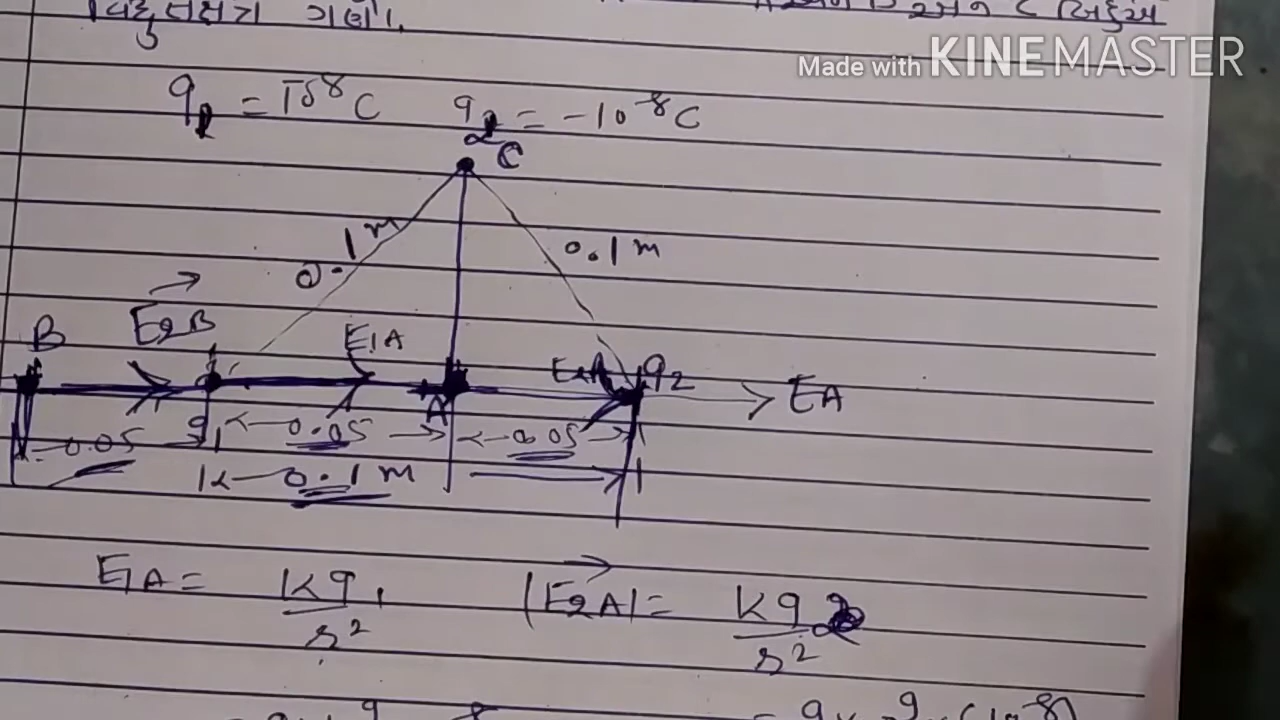 ગણો.
Made with KINEMASTER
q1 = 10^-8 C q2 = -10^-8 C
C
0.1 m 0.1 m
B E2B E1A E2A q2 EA
A
0.05 q1 0.05 0.05
0.1 m
E1A = kq1/r² |E2A| = kq2/r²